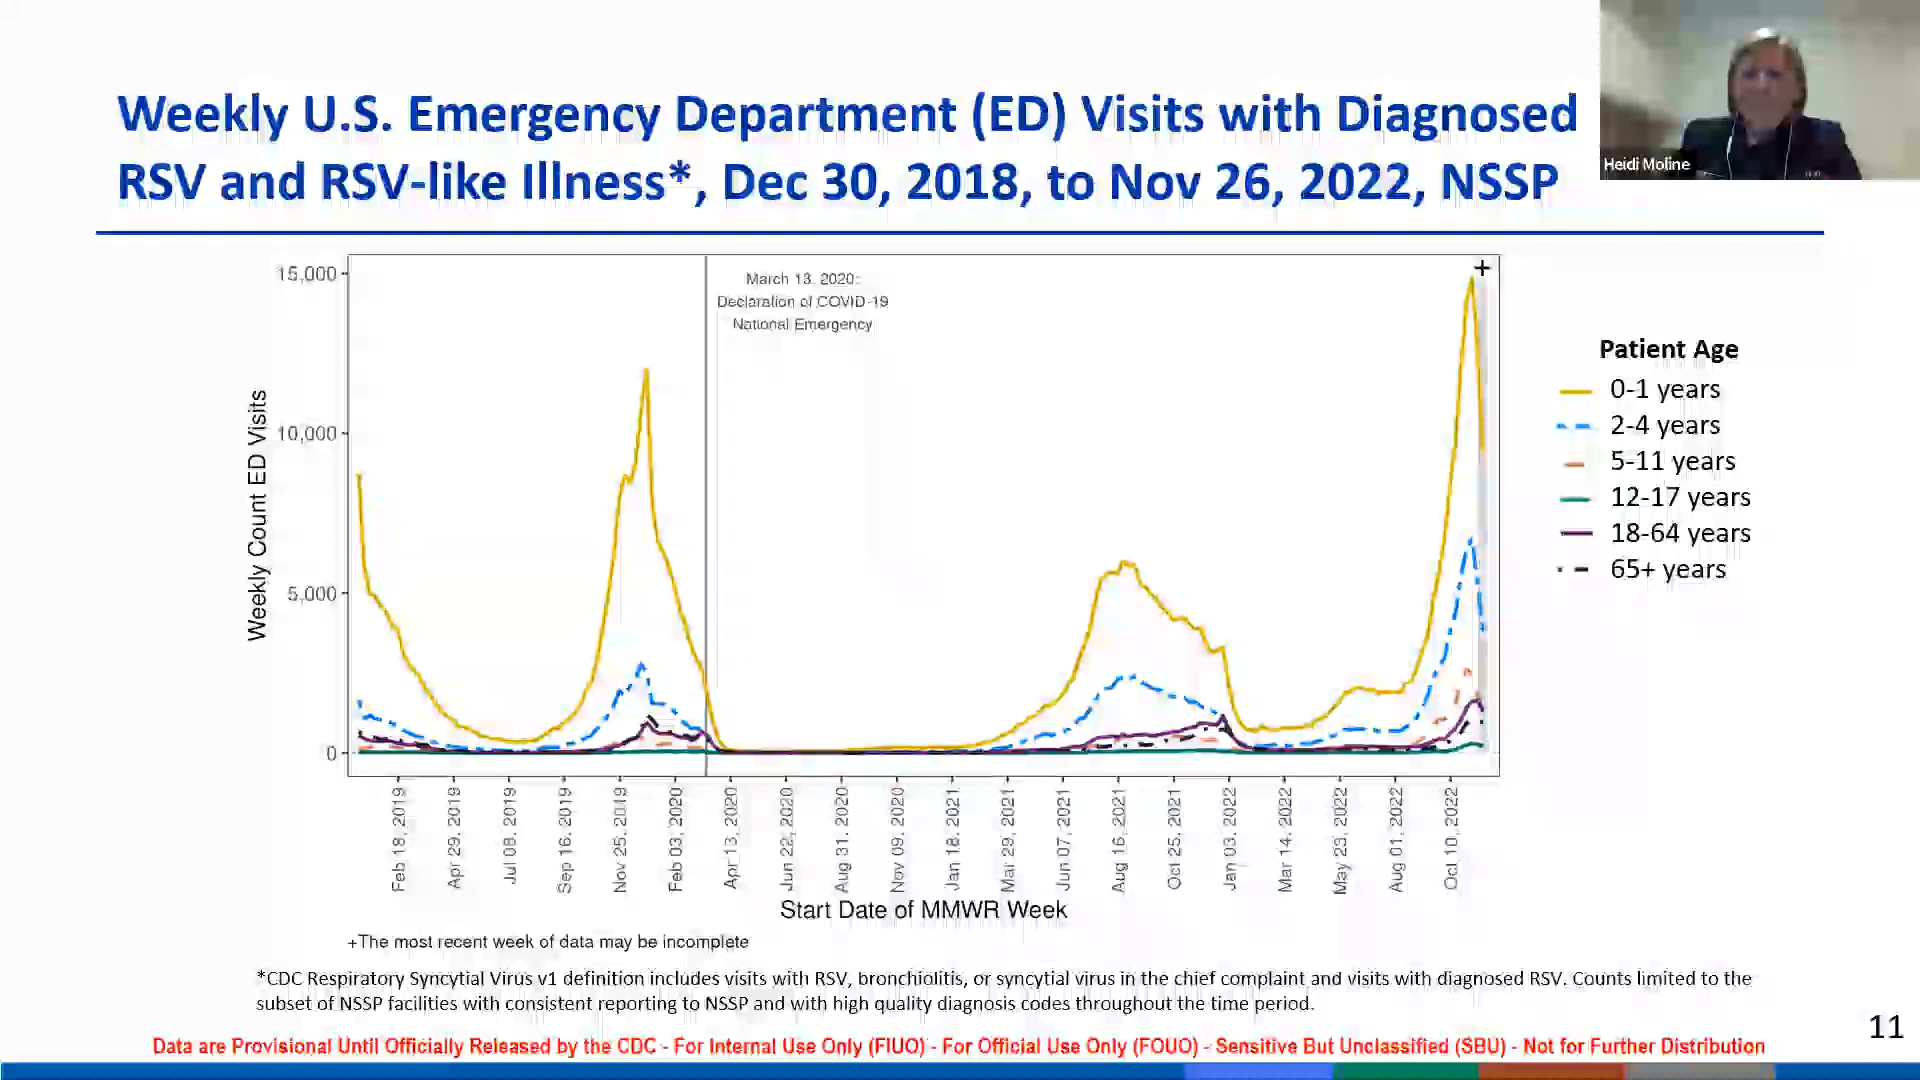 Weekly U.S. Emergency Department (ED) Visits with Diagnosed
RSV and RSV-like Illness*, Dec 30, 2018, to Nov 26, 2022, NSSP
Heidi Moline
15,000
10,000
5,000
0
Weekly Count ED Visits
March 13, 2020:
Declaration of COVID-19
National Emergency
+
Patient Age
0-1 years
2-4 years
5-11 years
12-17 years
18-64 years
65+ years
Feb 18, 2019
Apr 29, 2019
Jul 08, 2019
Sep 16, 2019
Nov 25, 2019
Feb 03, 2020
Apr 13, 2020
Jun 22, 2020
Aug 31, 2020
Nov 09, 2020
Jan 18, 2021
Mar 29, 2021
Jun 07, 2021
Aug 16, 2021
Oct 25, 2021
Jan 03, 2022
Mar 14, 2022
May 23, 2022
Aug 01, 2022
Oct 10, 2022
Start Date of MMWR Week
+The most recent week of data may be incomplete
*CDC Respiratory Syncytial Virus v1 definition includes visits with RSV, bronchiolitis, or syncytial virus in the chief complaint and visits with diagnosed RSV. Counts limited to the
subset of NSSP facilities with consistent reporting to NSSP and with high quality diagnosis codes throughout the time period.
11
Data are Provisional Until Officially Released by the CDC - For Internal Use Only (FIUO) - For Official Use Only (FOUO) - Sensitive But Unclassified (SBU) - Not for Further Distribution